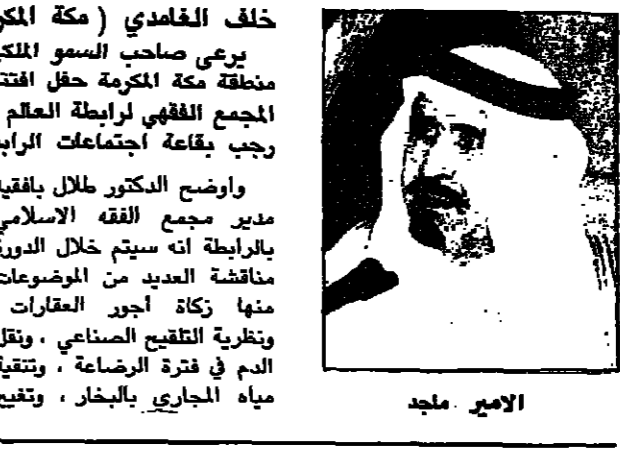 خلف الغامدي ( مكة المكر
يرعى صاحب السمو الملكي
منطقة مكة المكرمة حفل افتتا
المجمع الفقهي لرابطة العالم
رجب بقاعة اجتماعات الراب
واوضح الدكتور طلال بافقيه
مدير مجمع الفقه الاسلامي
بالرابطة انه سيتم خلال الدورة
مناقشة العديد من الموضوعات
منها زكاة أجور العقارات
ونظرية التلقيح الصناعي ، ونقل
الدم في فترة الرضاعة ، وتنقية
مياه المجاري بالبخار ، وتغيير
الامير ماجد